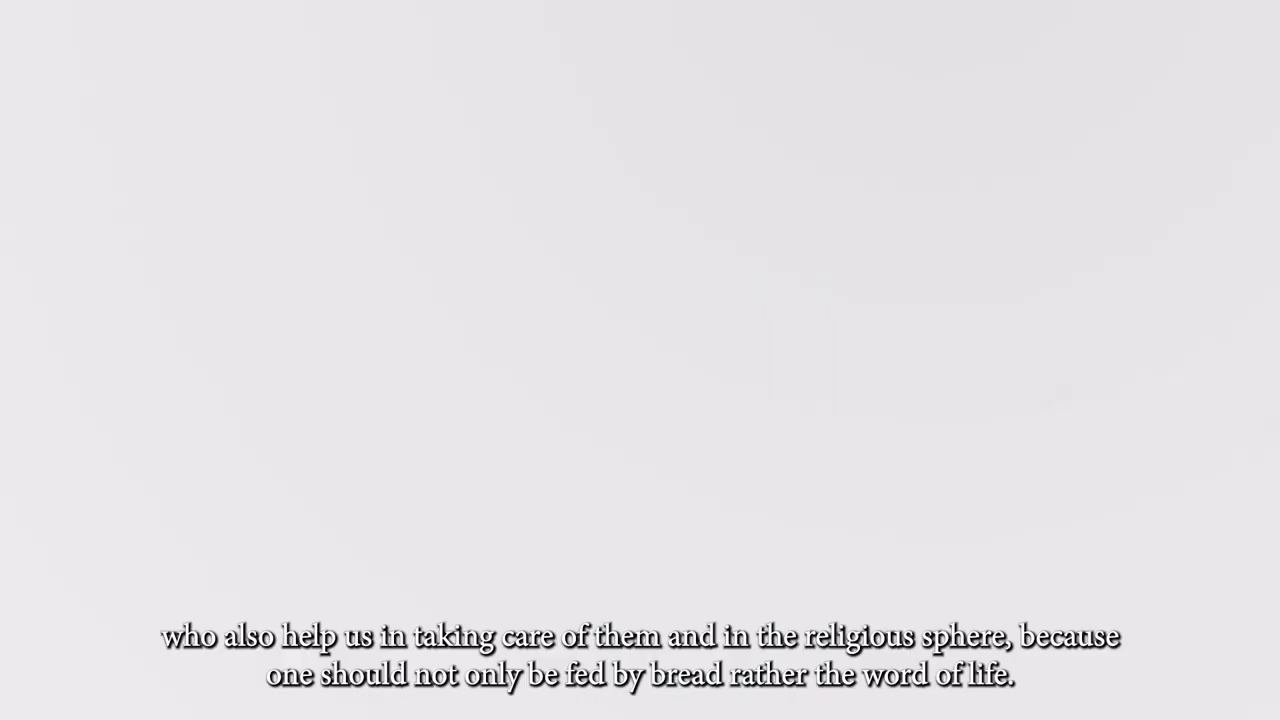 who also help us in taking care of them and in the religious sphere, because
one should not only be fed by bread rather the word of life.